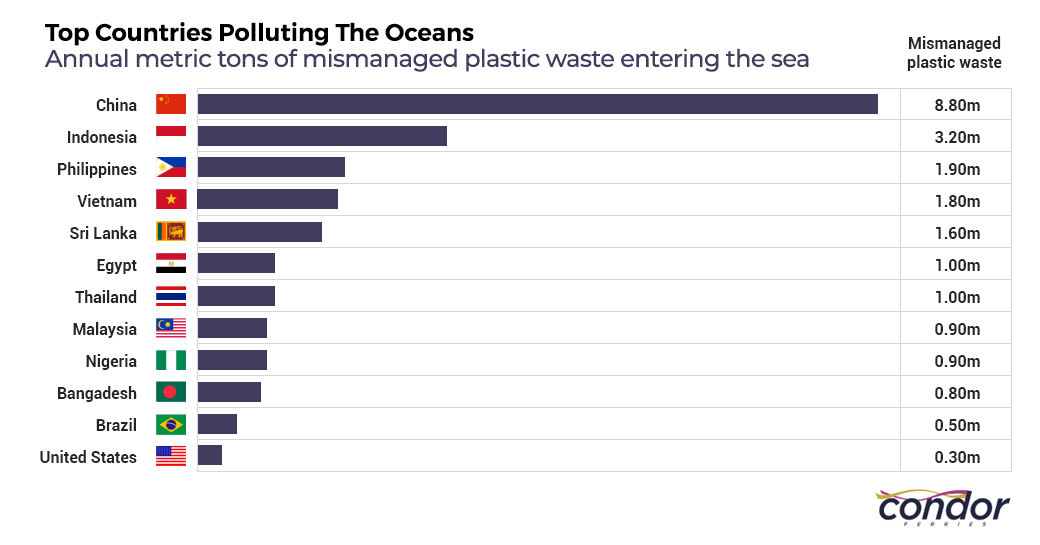 Top Countries Polluting The Oceans
Annual metric tons of mismanaged plastic waste entering the sea
Mismanaged
plastic waste
China 8.80m
Indonesia 3.20m
Philippines 1.90m
Vietnam 1.80m
Sri Lanka 1.60m
Egypt 1.00m
Thailand 1.00m
Malaysia 0.90m
Nigeria 0.90m
Bangadesh 0.80m
Brazil 0.50m
United States 0.30m
condor
FERRIES